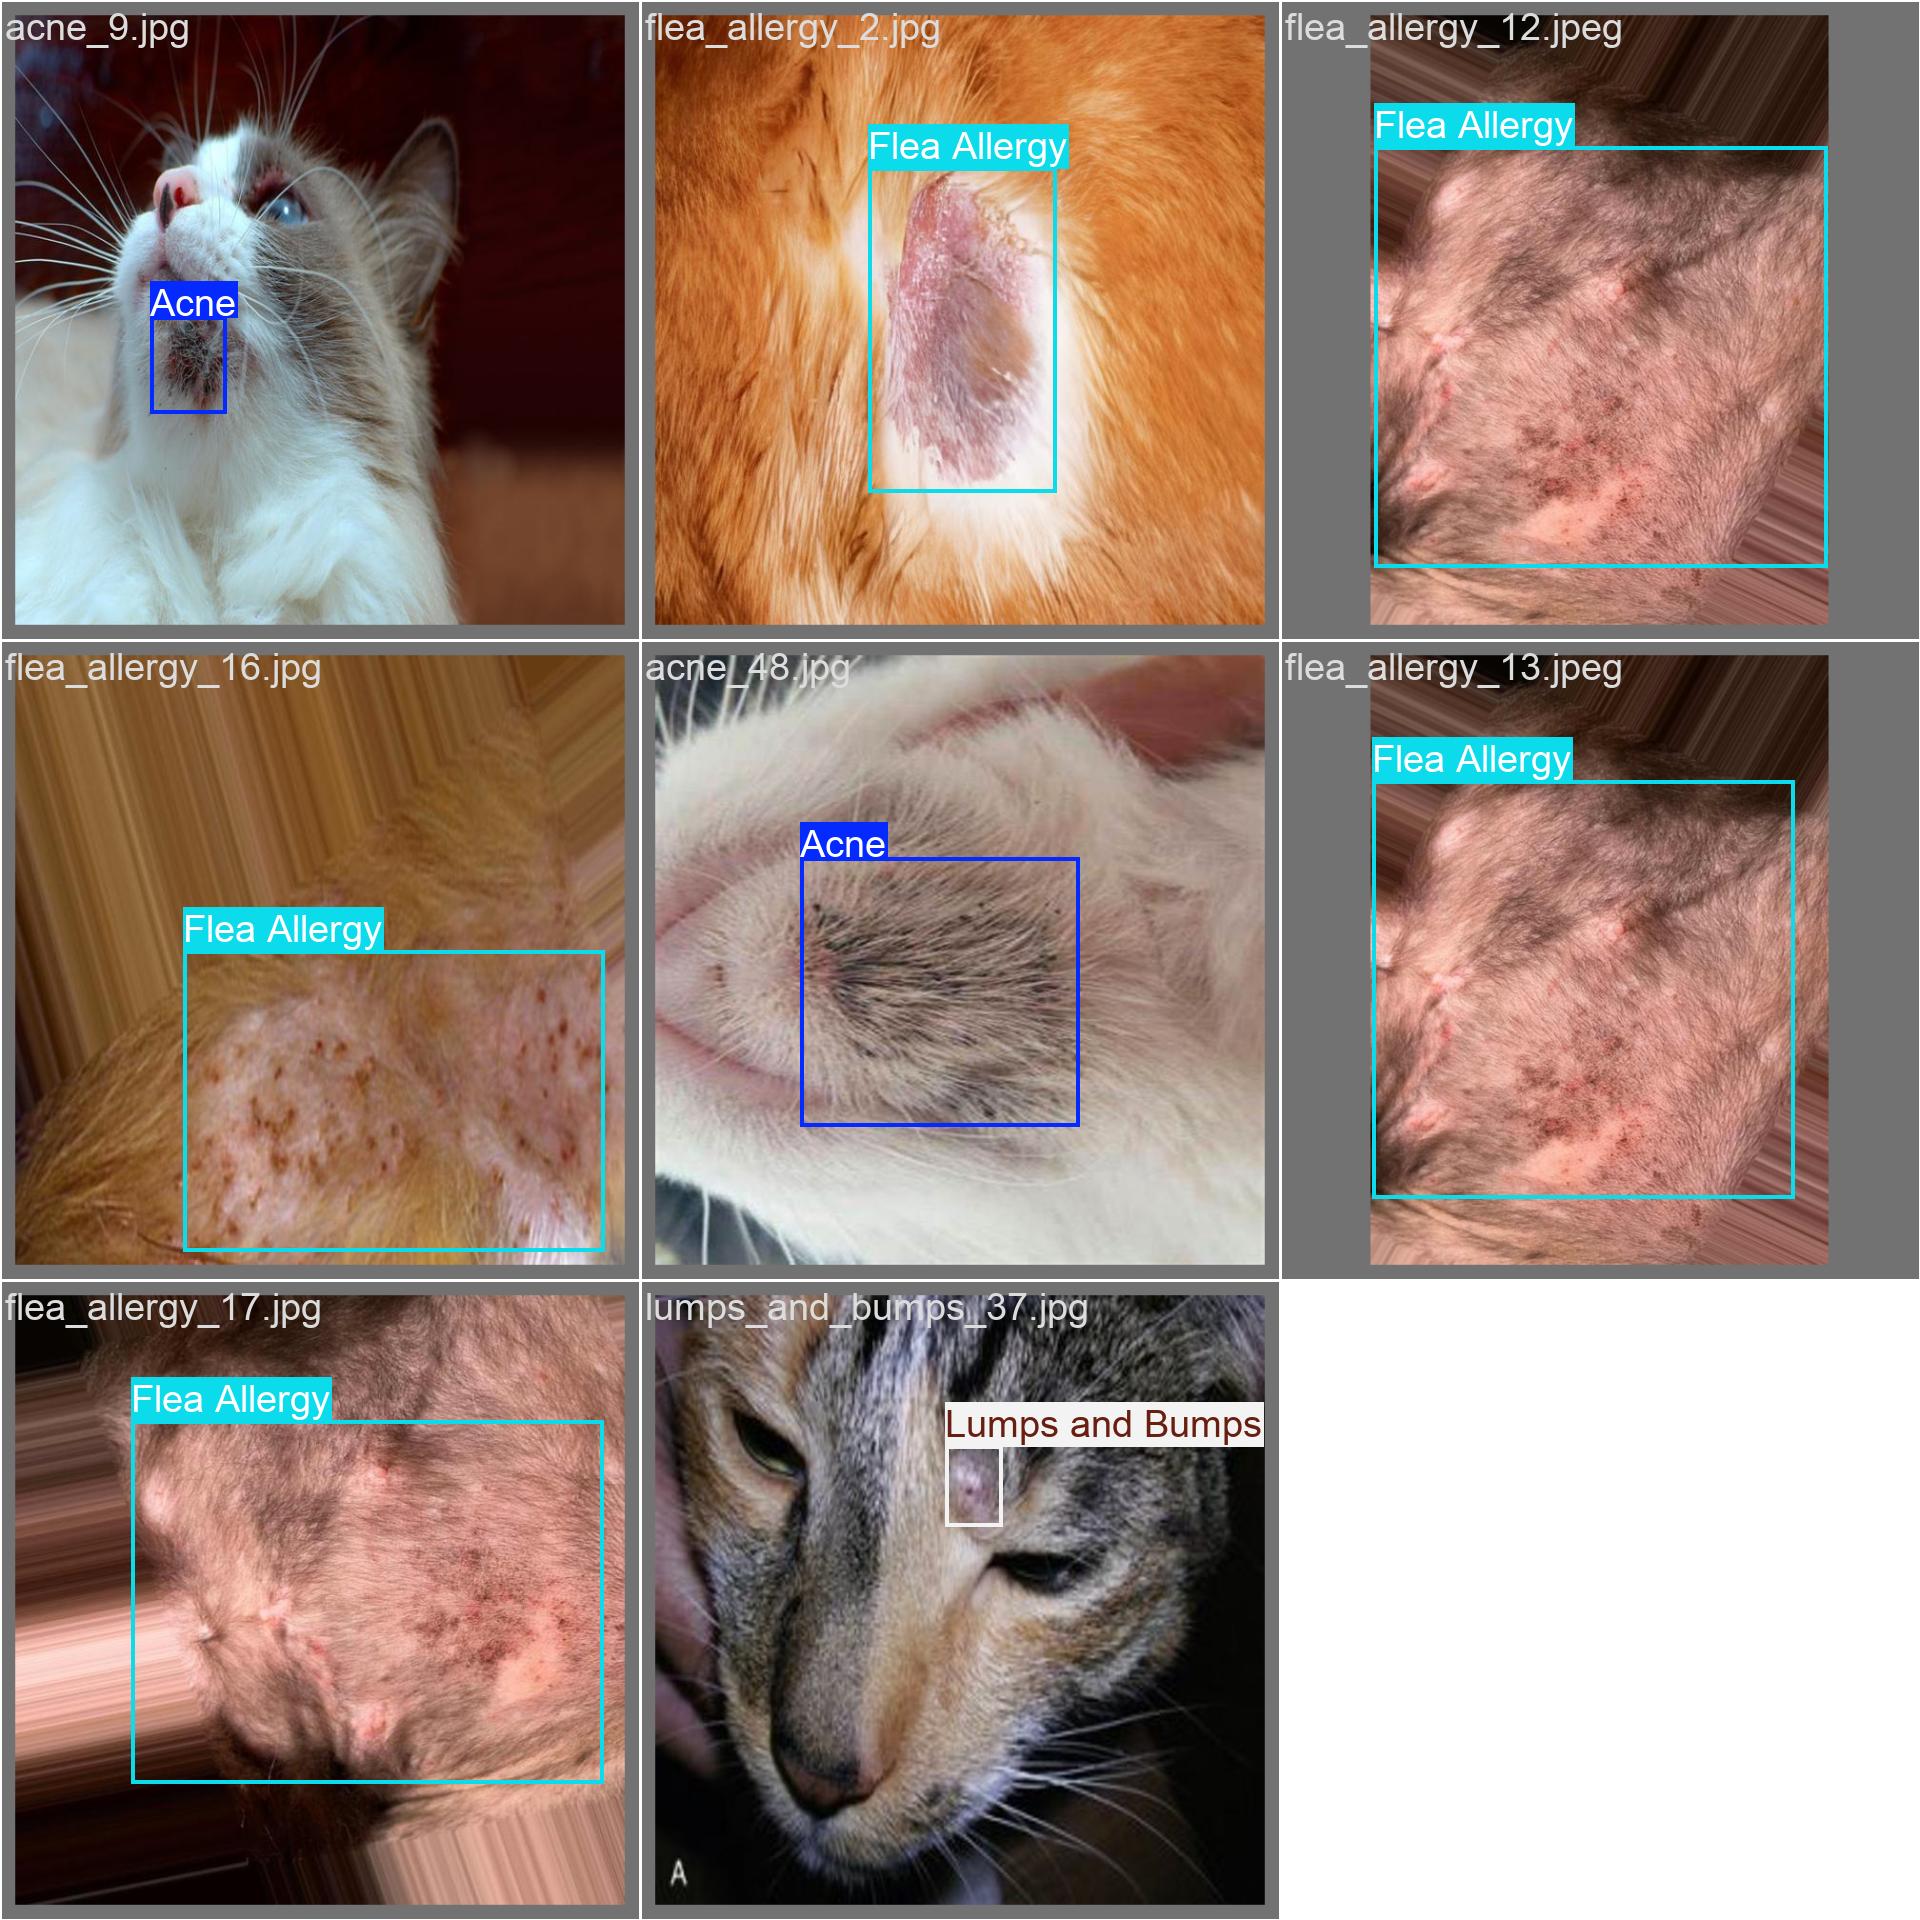 acne_9.jpg
Acne
flea_allergy_2.jpg
Flea Allergy
flea_allergy_12.jpeg
Flea Allergy
flea_allergy_16.jpg
Flea Allergy
acne_48.jpg
Acne
flea_allergy_13.jpeg
Flea Allergy
flea_allergy_17.jpg
Flea Allergy
lumps_and_bumps_37.jpg
Lumps and Bumps
A